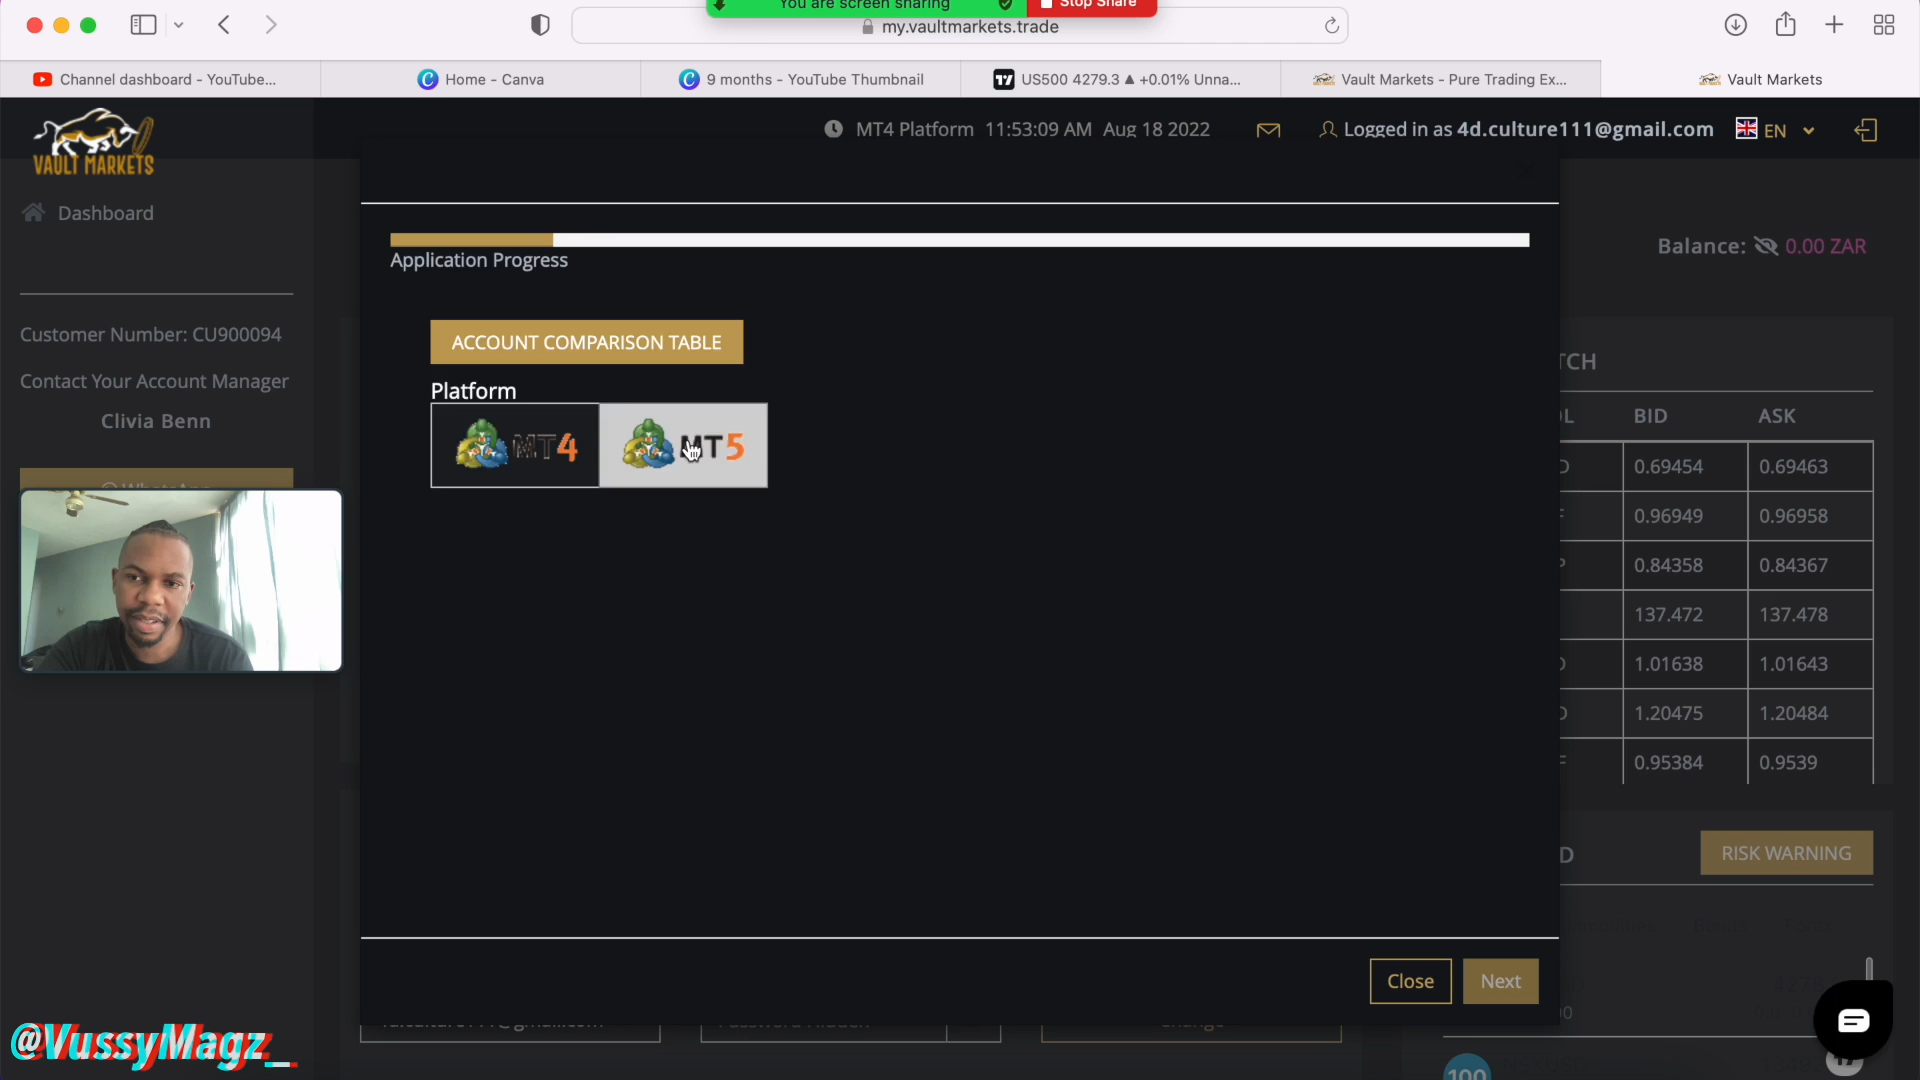 You are screen sharing
Stop Share
my.vaultmarkets.trade
Channel dashboard - YouTube...
Home - Canva
9 months - YouTube Thumbnail
US500 4279.3 ▲ +0.01% Unna...
Vault Markets - Pure Trading Ex...
Vault Markets
VAULT MARKETS
MT4 Platform 11:53:09 AM Aug 18 2022
Logged in as 4d.culture111@gmail.com
EN
Dashboard
Balance: 0.00 ZAR
Application Progress
Customer Number: CU900094
Contact Your Account Manager
Clivia Benn
ACCOUNT COMPARISON TABLE
Platform
MT4
MT5
TCH
BID ASK
0.69454 0.69463
0.96949 0.96958
0.84358 0.84367
137.472 137.478
1.01638 1.01643
1.20475 1.20484
0.95384 0.9539
RISK WARNING
Close
Next
@VussyMagz_
100